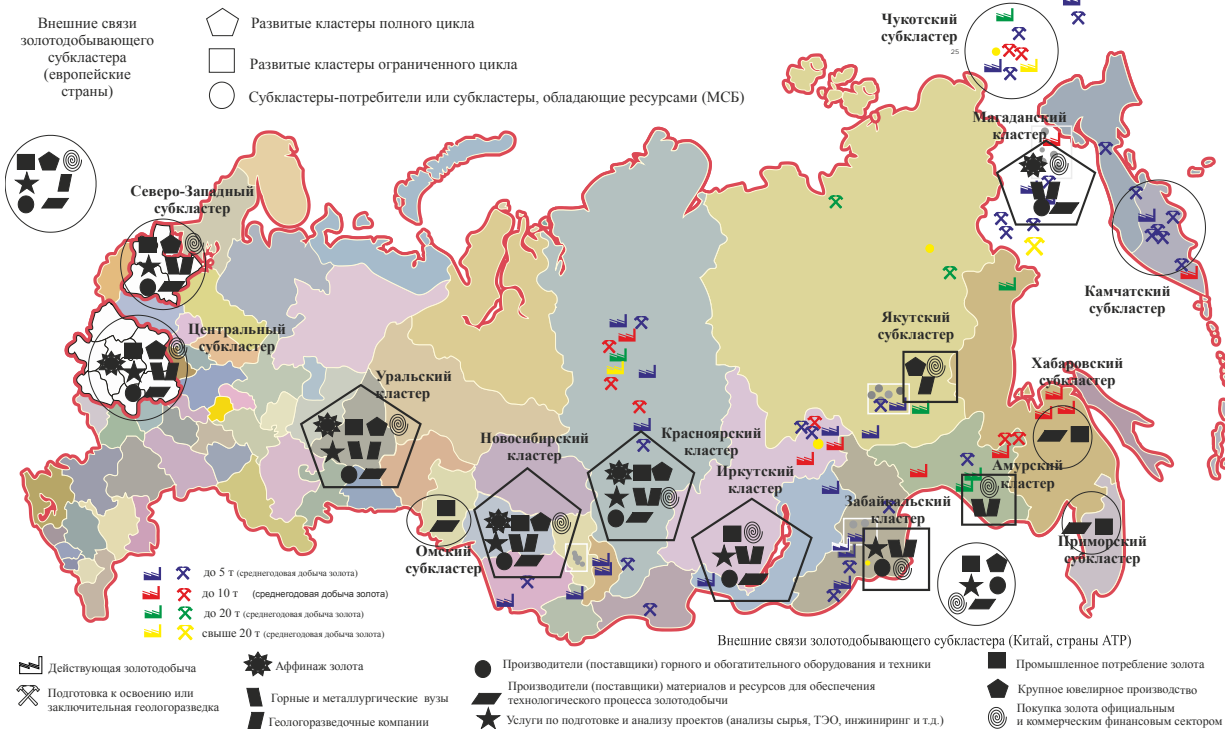 Внешние связи
золотодобывающего
субкластера
(европейские
страны)
Развитые кластеры полного цикла
Развитые кластеры ограниченного цикла
Субкластеры-потребители или субкластеры, обладающие ресурсами (МСБ)
Чукотский
субкластер
25
Магаданский
кластер
Северо-Западный
субкластер
Камчатский
субкластер
Центральный
субкластер
Якутский
субкластер
Хабаровский
субкластер
Уральский
кластер
Новосибирский
кластер
Красноярский
кластер
Иркутский
кластер
Амурский
кластер
Забайкальский
кластер
Омский
субкластер
Приморский
субкластер
до 5 т (среднегодовая добыча золота)
до 10 т (среднегодовая добыча золота)
до 20 т (среднегодовая добыча золота)
свыше 20 т (среднегодовая добыча золота)
Внешние связи золотодобывающего субкластера (Китай, страны АТР)
Действующая золотодобыча
Подготовка к освоению или
заключительная геологоразведка
Аффинаж золота
Горные и металлургические вузы
Геологоразведочные компании
Производители (поставщики) горного и обогатительного оборудования и техники
Производители (поставщики) материалов и ресурсов для обеспечения
технологического процесса золотодобычи
Услуги по подготовке и анализу проектов (анализы сырья, ТЭО, инжиниринг и т.д.)
Промышленное потребление золота
Крупное ювелирное производство
Покупка золота официальным
и коммерческим финансовым сектором